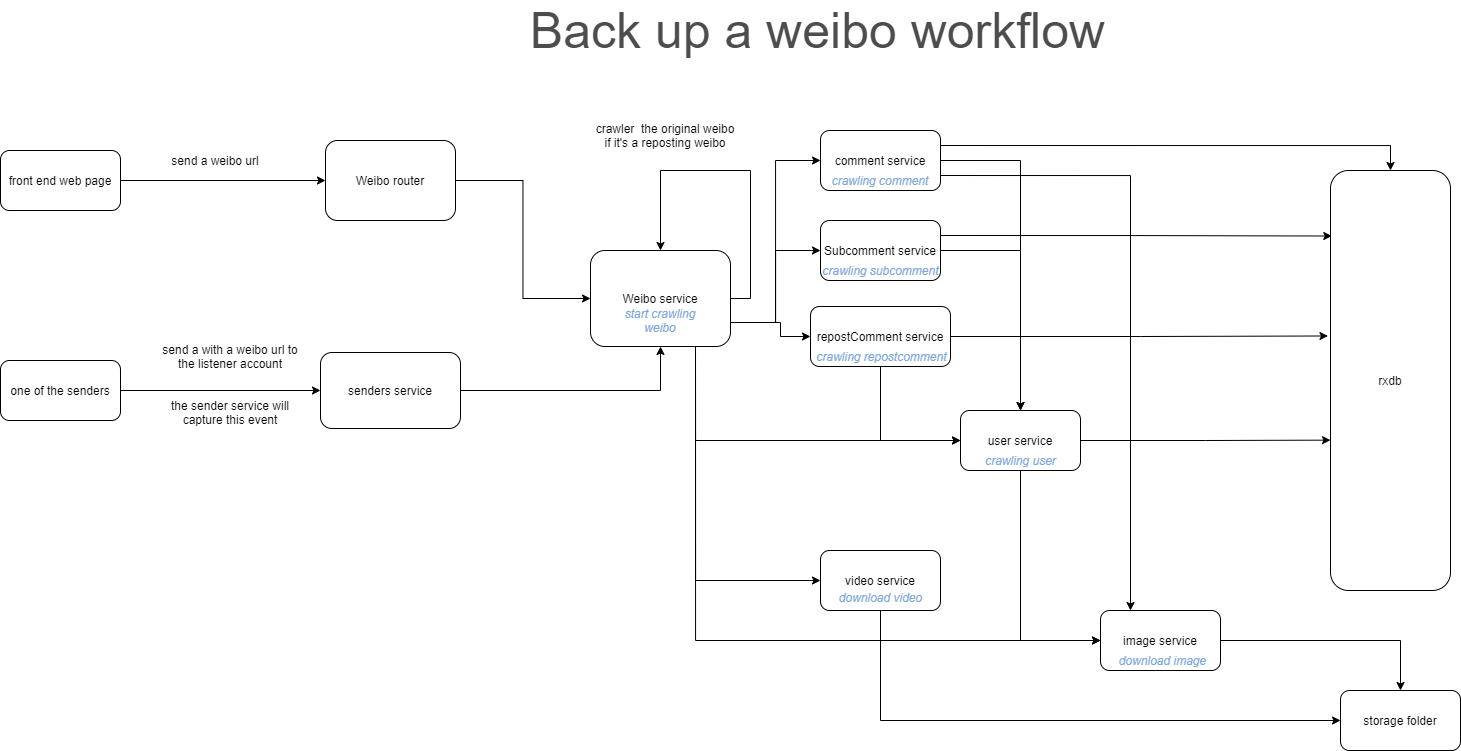 Back up a weibo workflow
crawler  the original weibo
if it's a reposting weibo
comment service
crawling comment
send a weibo url
front end web page
Weibo router
Subcomment service
crawling subcomment
Weibo service
start crawling
weibo
repostComment service
crawling repostcomment
send a with a weibo url to
the listener account
one of the senders
senders service
the sender service will
capture this event
rxdb
user service
crawling user
video service
download video
image service
download image
storage folder